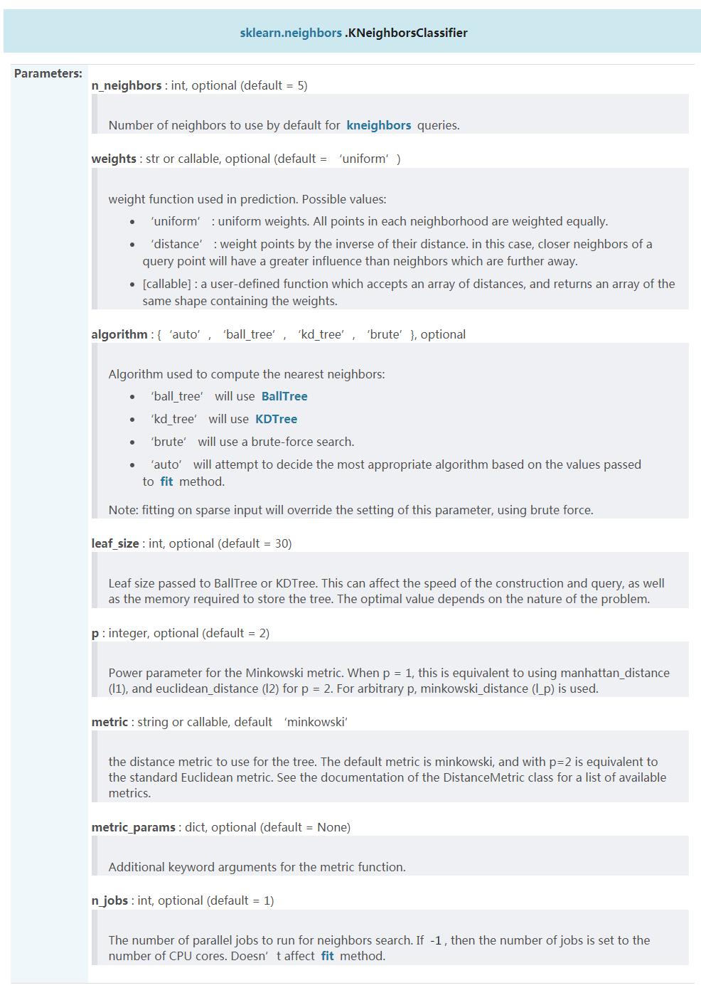 sklearn.neighbors .KNeighborsClassifier
Parameters:
n_neighbors : int, optional (default = 5)
Number of neighbors to use by default for kneighbors queries.
weights : str or callable, optional (default = ‘uniform’ )
weight function used in prediction. Possible values:
• ‘uniform’ : uniform weights. All points in each neighborhood are weighted equally.
• ‘distance’ : weight points by the inverse of their distance. in this case, closer neighbors of a
query point will have a greater influence than neighbors which are further away.
• [callable] : a user-defined function which accepts an array of distances, and returns an array of the
same shape containing the weights.
algorithm : { ‘auto’ , ‘ball_tree’ , ‘kd_tree’ , ‘brute’ }, optional
Algorithm used to compute the nearest neighbors:
• ‘ball_tree’ will use BallTree
• ‘kd_tree’ will use KDTree
• ‘brute’ will use a brute-force search.
• ‘auto’ will attempt to decide the most appropriate algorithm based on the values passed
to fit method.
Note: fitting on sparse input will override the setting of this parameter, using brute force.
leaf_size : int, optional (default = 30)
Leaf size passed to BallTree or KDTree. This can affect the speed of the construction and query, as well
as the memory required to store the tree. The optimal value depends on the nature of the problem.
p : integer, optional (default = 2)
Power parameter for the Minkowski metric. When p = 1, this is equivalent to using manhattan_distance
(l1), and euclidean_distance (l2) for p = 2. For arbitrary p, minkowski_distance (l_p) is used.
metric : string or callable, default ‘minkowski’
the distance metric to use for the tree. The default metric is minkowski, and with p=2 is equivalent to
the standard Euclidean metric. See the documentation of the DistanceMetric class for a list of available
metrics.
metric_params : dict, optional (default = None)
Additional keyword arguments for the metric function.
n_jobs : int, optional (default = 1)
The number of parallel jobs to run for neighbors search. If -1 , then the number of jobs is set to the
number of CPU cores. Doesn’ t affect fit method.